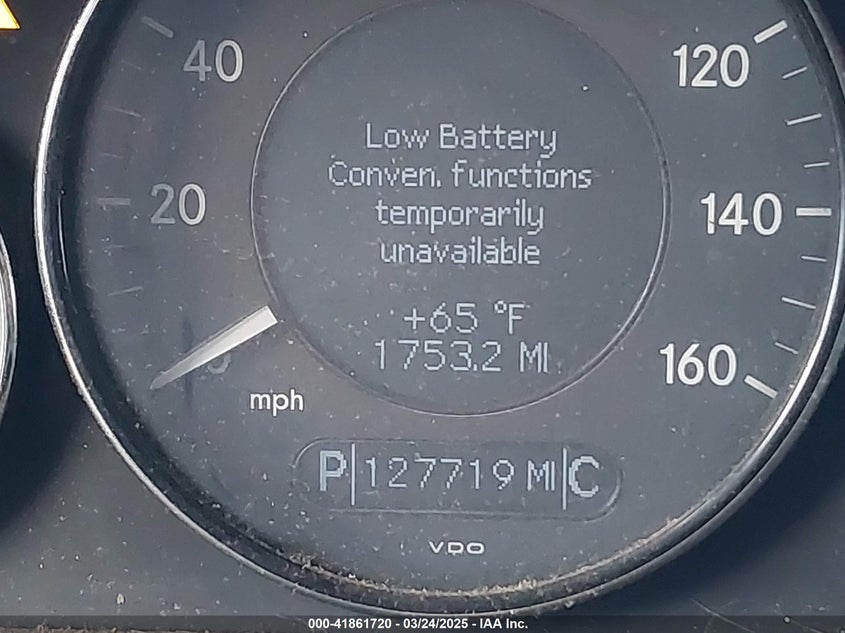 40
120
Low Battery
Conven. functions
temporarily
unavailable
20
140
+65 °F
1753.2 MI
160
mph
P 127719 MI C
VDO
000-41861720 - 03/24/2025 - IAA Inc.